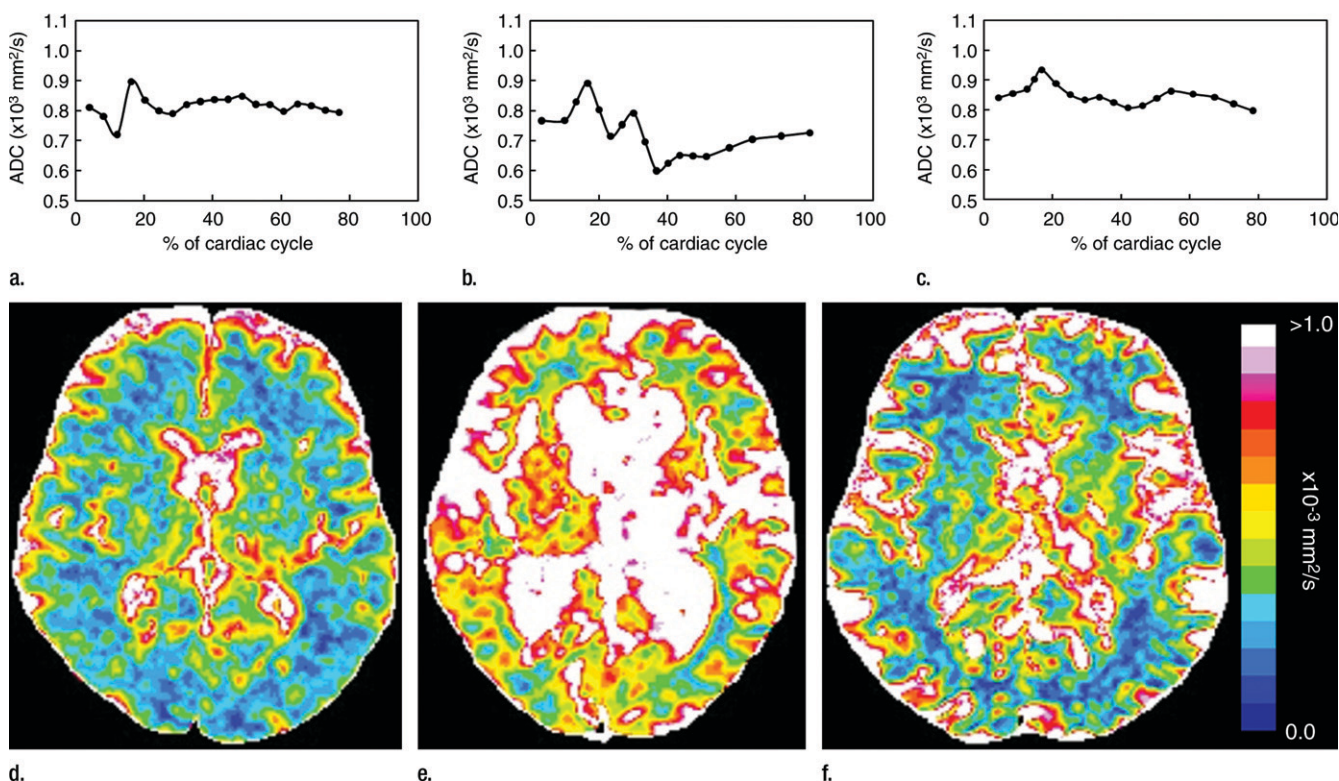 1.1
1.0
0.9
0.8
0.7
0.6
0.5
ADC (x10³ mm²/s)
0 20 40 60 80 100
% of cardiac cycle
a.
1.1
1.0
0.9
0.8
0.7
0.6
0.5
ADC (x10³ mm²/s)
0 20 40 60 80 100
% of cardiac cycle
b.
1.1
1.0
0.9
0.8
0.7
0.6
0.5
ADC (x10³ mm²/s)
0 20 40 60 80 100
% of cardiac cycle
c.
>1.0
x10⁻³ mm²/s
0.0
d.
e.
f.